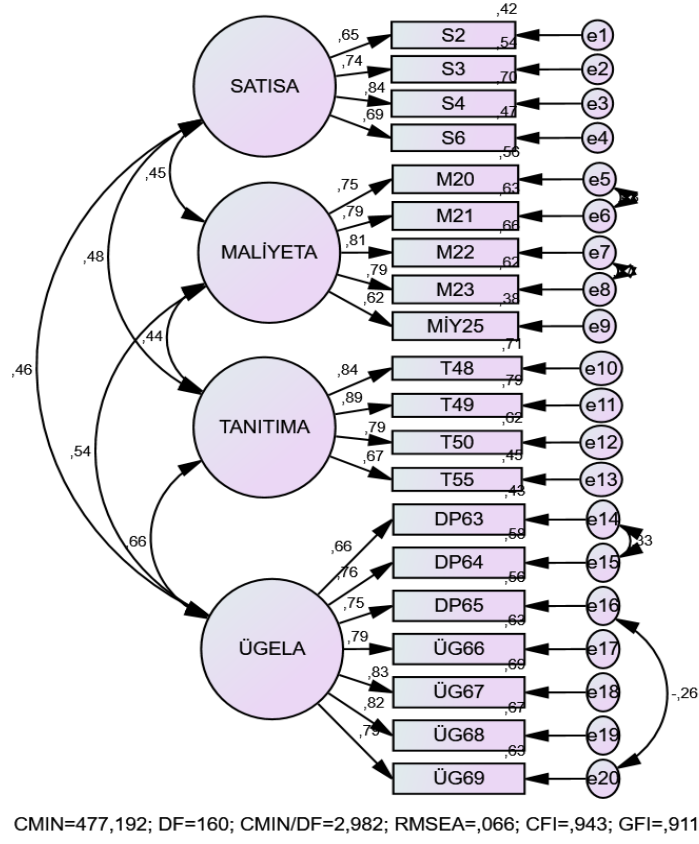 ,42
,65 S2 e1
,54
,74 S3 e2
,70
SATISA ,84 S4 e3
,47
,69 S6 e4
,56
,45 ,75 M20 e5
,63
,79 M21 e6
,66
MALİYETA ,81 M22 e7
,62
,48 ,79 M23 e8
,38
,62 MİY25 e9
,44 ,71
,46 ,84 T48 e10
,79
,89 T49 e11
,62
TANITIMA ,79 T50 e12
,54 ,45
,67 T55 e13
,43
DP63 e14
,66 ,66 ,58 ,33
,76 DP64 e15
,56
,75 DP65 e16
,63
ÜGELA ,79 ÜG66 e17
,69
,83 ÜG67 e18 -,26
,67
,82 ÜG68 e19
,63
,79 ÜG69 e20
CMIN=477,192; DF=160; CMIN/DF=2,982; RMSEA=,066; CFI=,943; GFI=,911